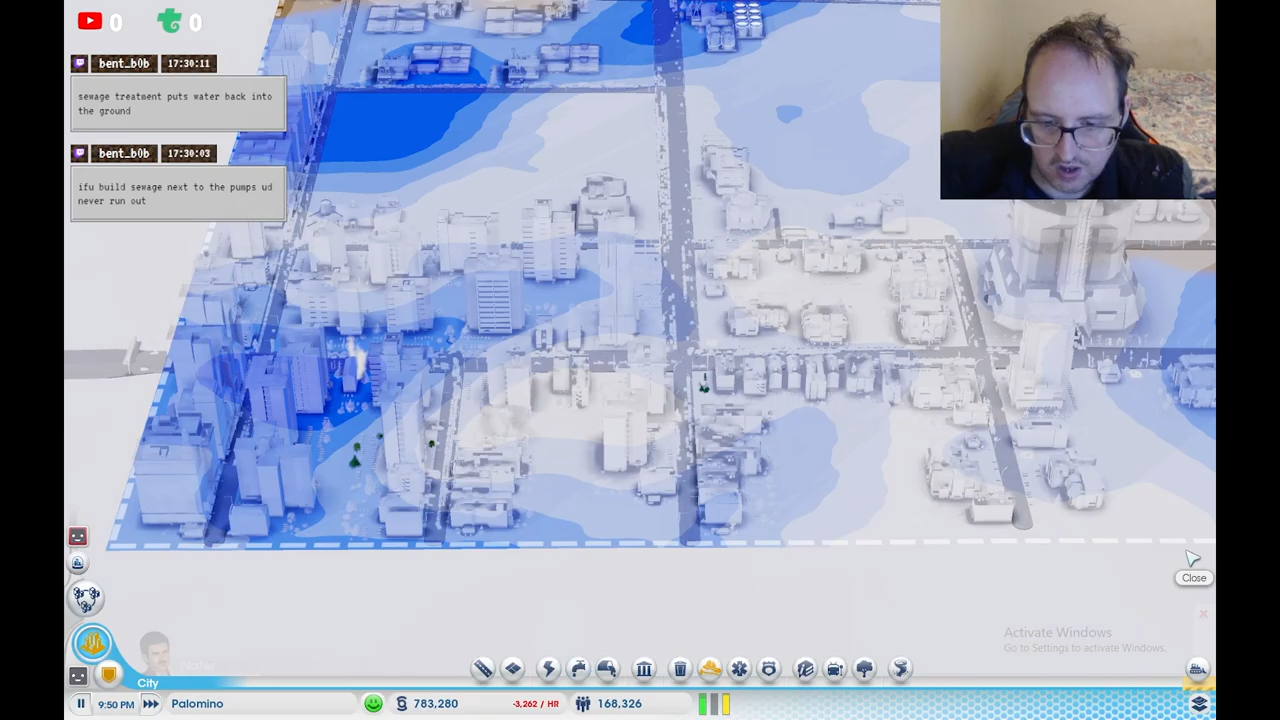 0 0
bent_b0b 17:30:11
sewage treatment puts water back into
the ground
bent_b0b 17:30:03
ifu build sewage next to the pumps ud
never run out
Close
Activate Windows
Go to Settings to activate Windows.
Water
City
9:50 PM Palomino 783,280 -3,262 / HR 168,326